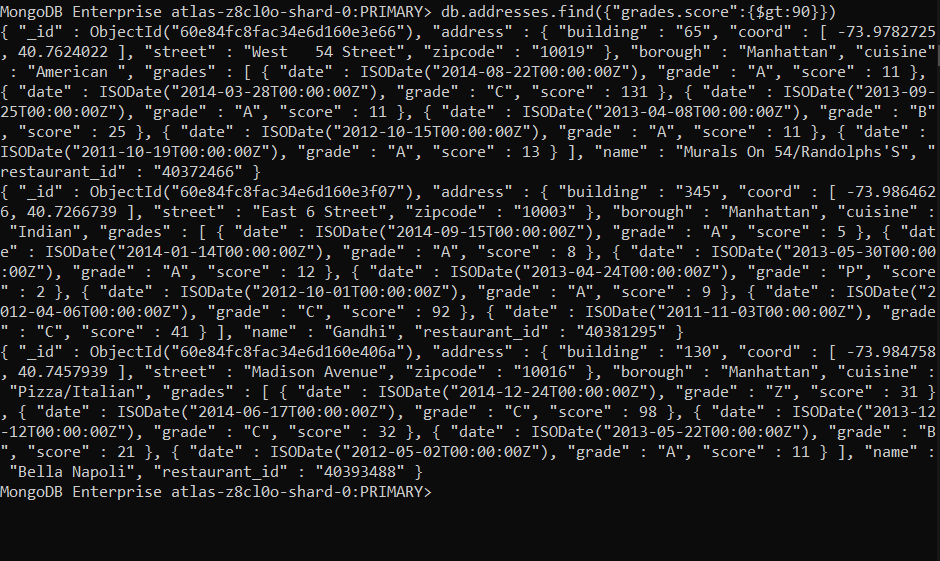 MongoDB Enterprise atlas-z8cl0o-shard-0:PRIMARY> db.addresses.find({"grades.score":{$gt:90}})
{ "_id" : ObjectId("60e84fc8fac34e6d160e3e66"), "address" : { "building" : "65", "coord" : [ -73.9782725
, 40.7624022 ], "street" : "West   54 Street", "zipcode" : "10019" }, "borough" : "Manhattan", "cuisine"
 : "American ", "grades" : [ { "date" : ISODate("2014-08-22T00:00:00Z"), "grade" : "A", "score" : 11 },
{ "date" : ISODate("2014-03-28T00:00:00Z"), "grade" : "C", "score" : 131 }, { "date" : ISODate("2013-09-
25T00:00:00Z"), "grade" : "A", "score" : 11 }, { "date" : ISODate("2013-04-08T00:00:00Z"), "grade" : "B"
, "score" : 25 }, { "date" : ISODate("2012-10-15T00:00:00Z"), "grade" : "A", "score" : 11 }, { "date" :
ISODate("2011-10-19T00:00:00Z"), "grade" : "A", "score" : 13 } ], "name" : "Murals On 54/Randolphs'S", "
restaurant_id" : "40372466" }
{ "_id" : ObjectId("60e84fc8fac34e6d160e3f07"), "address" : { "building" : "345", "coord" : [ -73.986462
6, 40.7266739 ], "street" : "East 6 Street", "zipcode" : "10003" }, "borough" : "Manhattan", "cuisine" :
 "Indian", "grades" : [ { "date" : ISODate("2014-09-15T00:00:00Z"), "grade" : "A", "score" : 5 }, { "dat
e" : ISODate("2014-01-14T00:00:00Z"), "grade" : "A", "score" : 8 }, { "date" : ISODate("2013-05-30T00:00
:00Z"), "grade" : "A", "score" : 12 }, { "date" : ISODate("2013-04-24T00:00:00Z"), "grade" : "P", "score
" : 2 }, { "date" : ISODate("2012-10-01T00:00:00Z"), "grade" : "A", "score" : 9 }, { "date" : ISODate("2
012-04-06T00:00:00Z"), "grade" : "C", "score" : 92 }, { "date" : ISODate("2011-11-03T00:00:00Z"), "grade
" : "C", "score" : 41 } ], "name" : "Gandhi", "restaurant_id" : "40381295" }
{ "_id" : ObjectId("60e84fc8fac34e6d160e406a"), "address" : { "building" : "130", "coord" : [ -73.984758
, 40.7457939 ], "street" : "Madison Avenue", "zipcode" : "10016" }, "borough" : "Manhattan", "cuisine" :
 "Pizza/Italian", "grades" : [ { "date" : ISODate("2014-12-24T00:00:00Z"), "grade" : "Z", "score" : 31 }
, { "date" : ISODate("2014-06-17T00:00:00Z"), "grade" : "C", "score" : 98 }, { "date" : ISODate("2013-12
-12T00:00:00Z"), "grade" : "C", "score" : 32 }, { "date" : ISODate("2013-05-22T00:00:00Z"), "grade" : "B
", "score" : 21 }, { "date" : ISODate("2012-05-02T00:00:00Z"), "grade" : "A", "score" : 11 } ], "name" :
 "Bella Napoli", "restaurant_id" : "40393488" }
MongoDB Enterprise atlas-z8cl0o-shard-0:PRIMARY>